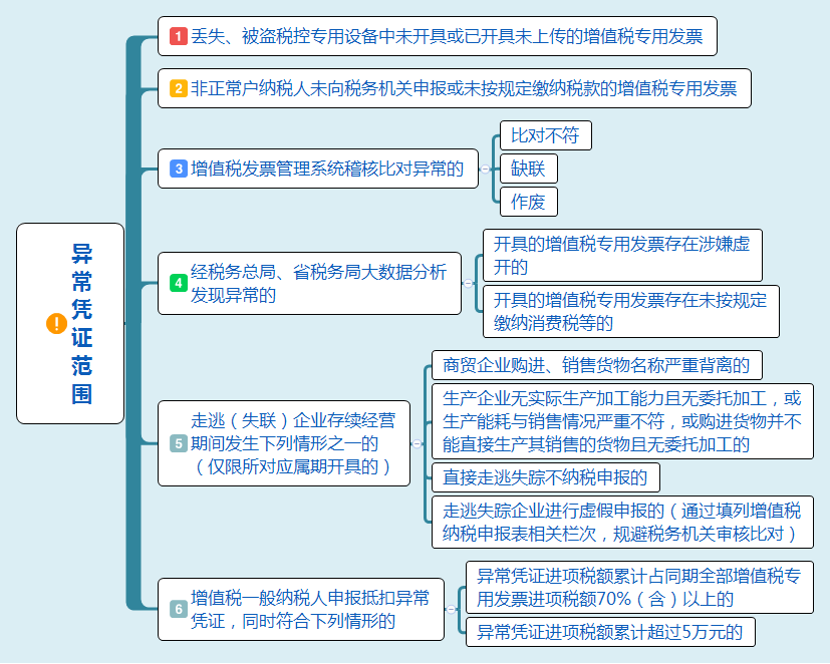 异常凭证范围
1 丢失、被盗税控专用设备中未开具或已开具未上传的增值税专用发票
2 非正常户纳税人未向税务机关申报或未按规定缴纳税款的增值税专用发票
3 增值税发票管理系统稽核比对异常的
比对不符
缺联
作废
4 经税务总局、省税务局大数据分析
发现异常的
开具的增值税专用发票存在涉嫌虚
开的
开具的增值税专用发票存在未按规定
缴纳消费税等的
5 走逃（失联）企业存续经营
期间发生下列情形之一的
（仅限所对应属期开具的）
商贸企业购进、销售货物名称严重背离的
生产企业无实际生产加工能力且无委托加工，或
生产能耗与销售情况严重不符，或购进货物并不
能直接生产其销售的货物且无委托加工的
直接走逃失踪不纳税申报的
走逃失踪企业进行虚假申报的（通过填列增值税
纳税申报表相关栏次，规避税务机关审核比对）
6 增值税一般纳税人申报抵扣异常
凭证，同时符合下列情形的
异常凭证进项税额累计占同期全部增值税专
用发票进项税额70%（含）以上的
异常凭证进项税额累计超过5万元的